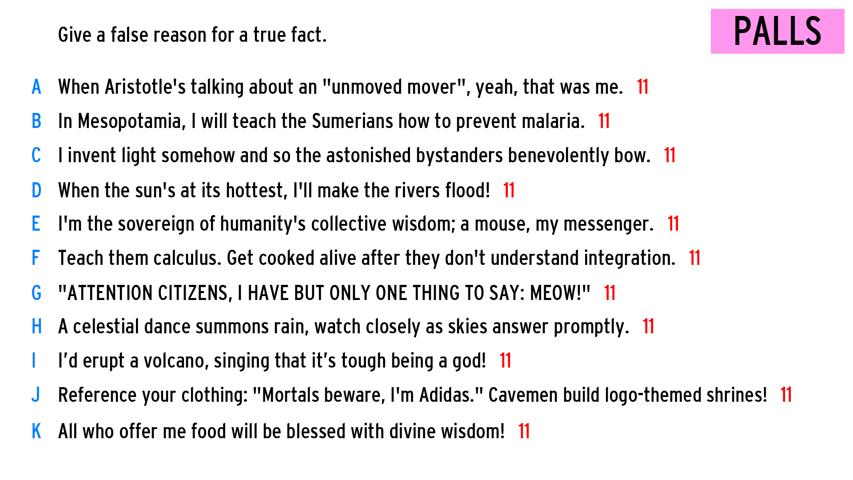 Give a false reason for a true fact.
PALLS
A When Aristotle's talking about an "unmoved mover", yeah, that was me. 11
B In Mesopotamia, I will teach the Sumerians how to prevent malaria. 11
C I invent light somehow and so the astonished bystanders benevolently bow. 11
D When the sun's at its hottest, I'll make the rivers flood! 11
E I'm the sovereign of humanity's collective wisdom; a mouse, my messenger. 11
F Teach them calculus. Get cooked alive after they don't understand integration. 11
G "ATTENTION CITIZENS, I HAVE BUT ONLY ONE THING TO SAY: MEOW!" 11
H A celestial dance summons rain, watch closely as skies answer promptly. 11
I I’d erupt a volcano, singing that it’s tough being a god! 11
J Reference your clothing: "Mortals beware, I'm Adidas." Cavemen build logo-themed shrines! 11
K All who offer me food will be blessed with divine wisdom! 11